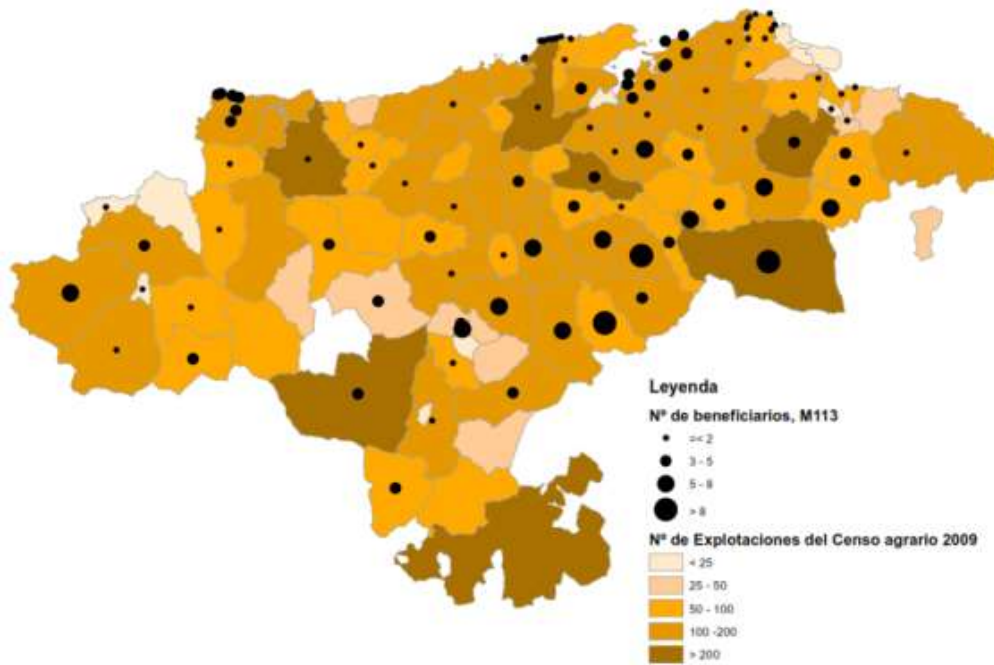 Leyenda
Nº de beneficiarios, M113
=< 2
3 - 5
5 - 8
> 8
Nº de Explotaciones del Censo agrario 2009
< 25
25 - 50
50 - 100
100 -200
> 200